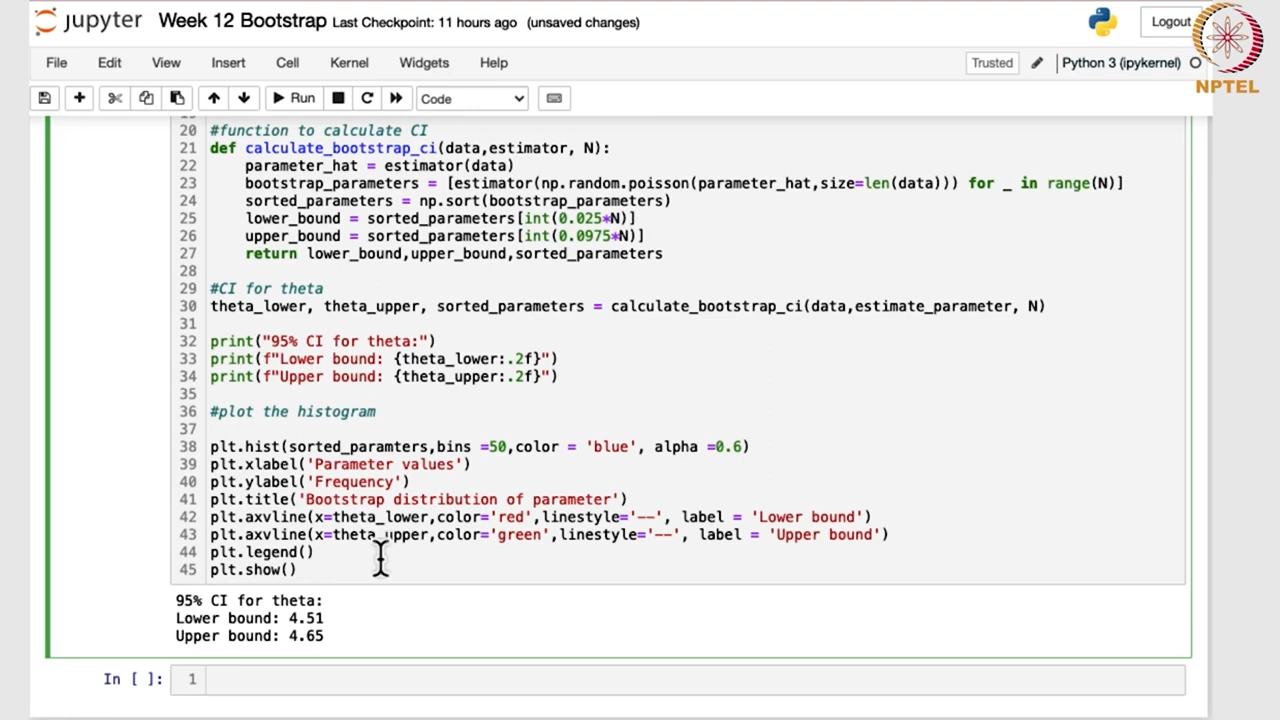 jupyter Week 12 Bootstrap Last Checkpoint: 11 hours ago (unsaved changes) Logout
NPTEL
File Edit View Insert Cell Kernel Widgets Help Trusted Python 3 (ipykernel)
Run Code
20 #function to calculate CI
21 def calculate_bootstrap_ci(data,estimator, N):
22 parameter_hat = estimator(data)
23 bootstrap_parameters = [estimator(np.random.poisson(parameter_hat,size=len(data))) for _ in range(N)]
24 sorted_parameters = np.sort(bootstrap_parameters)
25 lower_bound = sorted_parameters[int(0.025*N)]
26 upper_bound = sorted_parameters[int(0.0975*N)]
27 return lower_bound,upper_bound,sorted_parameters
28
29 #CI for theta
30 theta_lower, theta_upper, sorted_parameters = calculate_bootstrap_ci(data,estimate_parameter, N)
31
32 print("95% CI for theta:")
33 print(f"Lower bound: {theta_lower:.2f}")
34 print(f"Upper bound: {theta_upper:.2f}")
35
36 #plot the histogram
37
38 plt.hist(sorted_paramters,bins =50,color = 'blue', alpha =0.6)
39 plt.xlabel('Parameter values')
40 plt.ylabel('Frequency')
41 plt.title('Bootstrap distribution of parameter')
42 plt.axvline(x=theta_lower,color='red',linestyle='--', label = 'Lower bound')
43 plt.axvline(x=theta_upper,color='green',linestyle='--', label = 'Upper bound')
44 plt.legend()
45 plt.show()
95% CI for theta:
Lower bound: 4.51
Upper bound: 4.65
In [ ]: 1